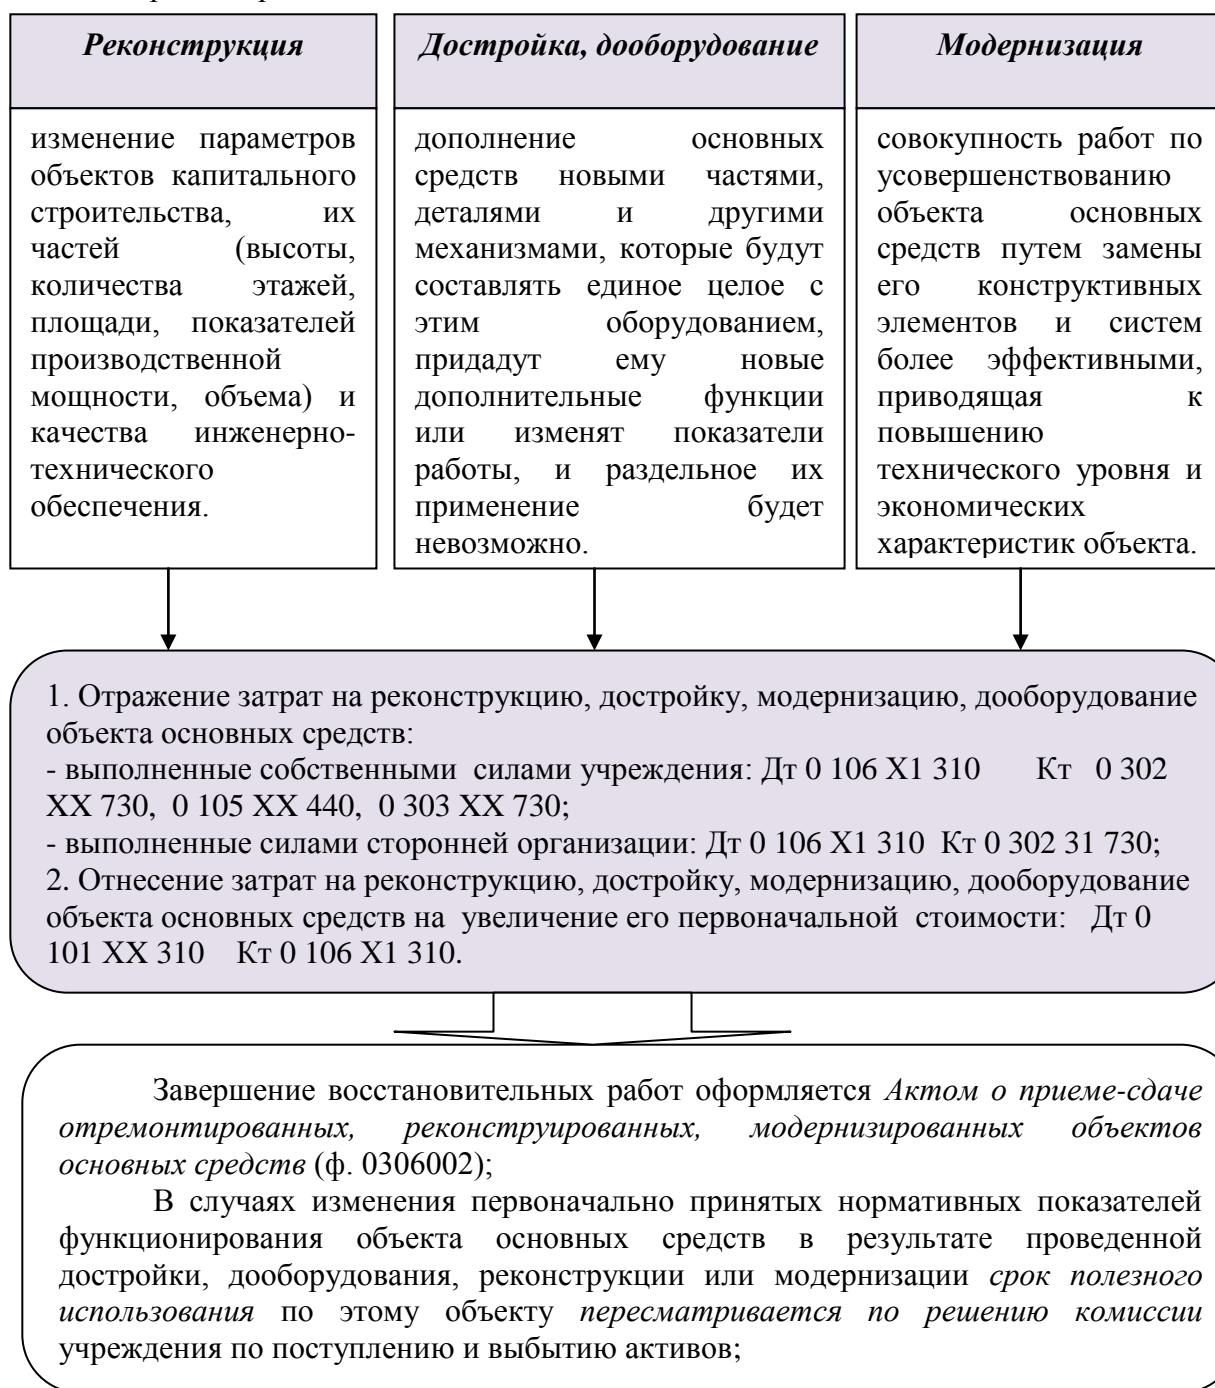 Реконструкция
изменение параметров
объектов капитального
строительства, их
частей (высоты,
количества этажей,
площади, показателей
производственной
мощности, объема) и
качества инженерно-
технического
обеспечения.
Достройка, дооборудование
дополнение основных
средств новыми частями,
деталями и другими
механизмами, которые будут
составлять единое целое с
этим оборудованием,
придадут ему новые
дополнительные функции
или изменят показатели
работы, и раздельное их
применение будет
невозможно.
Модернизация
совокупность работ по
усовершенствованию
объекта основных
средств путем замены
его конструктивных
элементов и систем
более эффективными,
приводящая к
повышению
технического уровня и
экономических
характеристик объекта.
1. Отражение затрат на реконструкцию, достройку, модернизацию, дооборудование
объекта основных средств:
- выполненные собственными силами учреждения: Дт 0 106 Х1 310 Кт 0 302
ХХ 730, 0 105 ХХ 440, 0 303 ХХ 730;
- выполненные силами сторонней организации: Дт 0 106 Х1 310 Кт 0 302 31 730;
2. Отнесение затрат на реконструкцию, достройку, модернизацию, дооборудование
объекта основных средств на увеличение его первоначальной стоимости: Дт 0
101 ХХ 310 Кт 0 106 Х1 310.
Завершение восстановительных работ оформляется Актом о приеме-сдаче
отремонтированных, реконструированных, модернизированных объектов
основных средств (ф. 0306002);
В случаях изменения первоначально принятых нормативных показателей
функционирования объекта основных средств в результате проведенной
достройки, дооборудования, реконструкции или модернизации срок полезного
использования по этому объекту пересматривается по решению комиссии
учреждения по поступлению и выбытию активов;